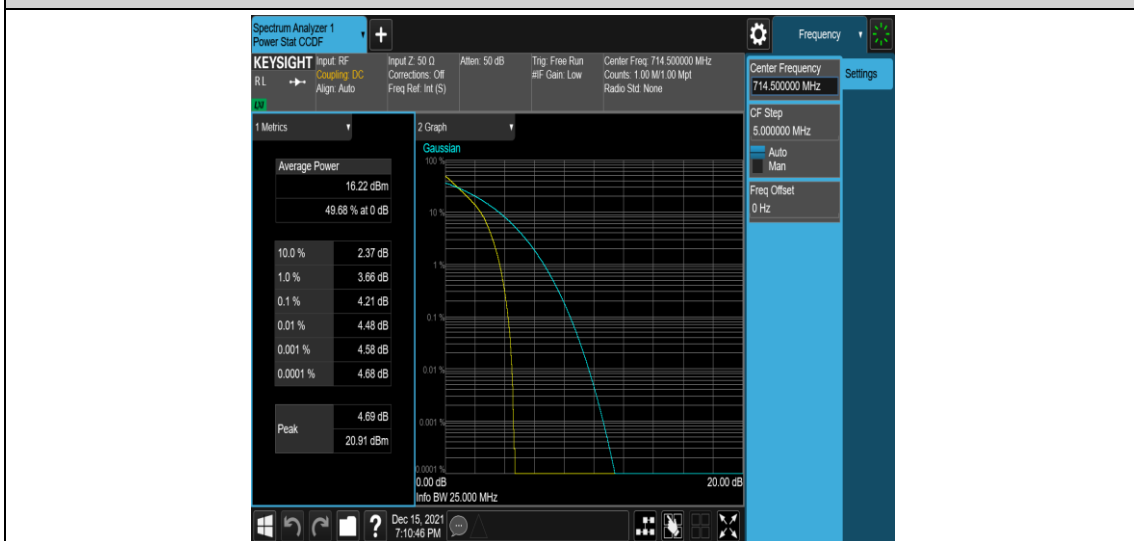 Spectrum Analyzer 1
Power Stat CCDF
Frequency
KEYSIGHT
RL
LXI
Input: RF
Coupling: DC
Align: Auto
Input Z: 50 Ω
Corrections: Off
Freq Ref: Int (S)
Atten: 50 dB
Trig: Free Run
#IF Gain: Low
Center Freq: 714.500000 MHz
Counts: 1.00 M/1.00 Mpt
Radio Std: None
Center Frequency
714.500000 MHz
Settings
CF Step
5.000000 MHz
Auto
Man
Freq Offset
0 Hz
1 Metrics
Average Power
16.22 dBm
49.68 % at 0 dB
10.0 % 2.37 dB
1.0 % 3.66 dB
0.1 % 4.21 dB
0.01 % 4.48 dB
0.001 % 4.58 dB
0.0001 % 4.68 dB
Peak
4.69 dB
20.91 dBm
2 Graph
Gaussian
100 %
10 %
1 %
0.1 %
0.01 %
0.001 %
0.0001 %
0.00 dB 20.00 dB
Info BW 25.000 MHz
?
Dec 15, 2021
7:10:46 PM